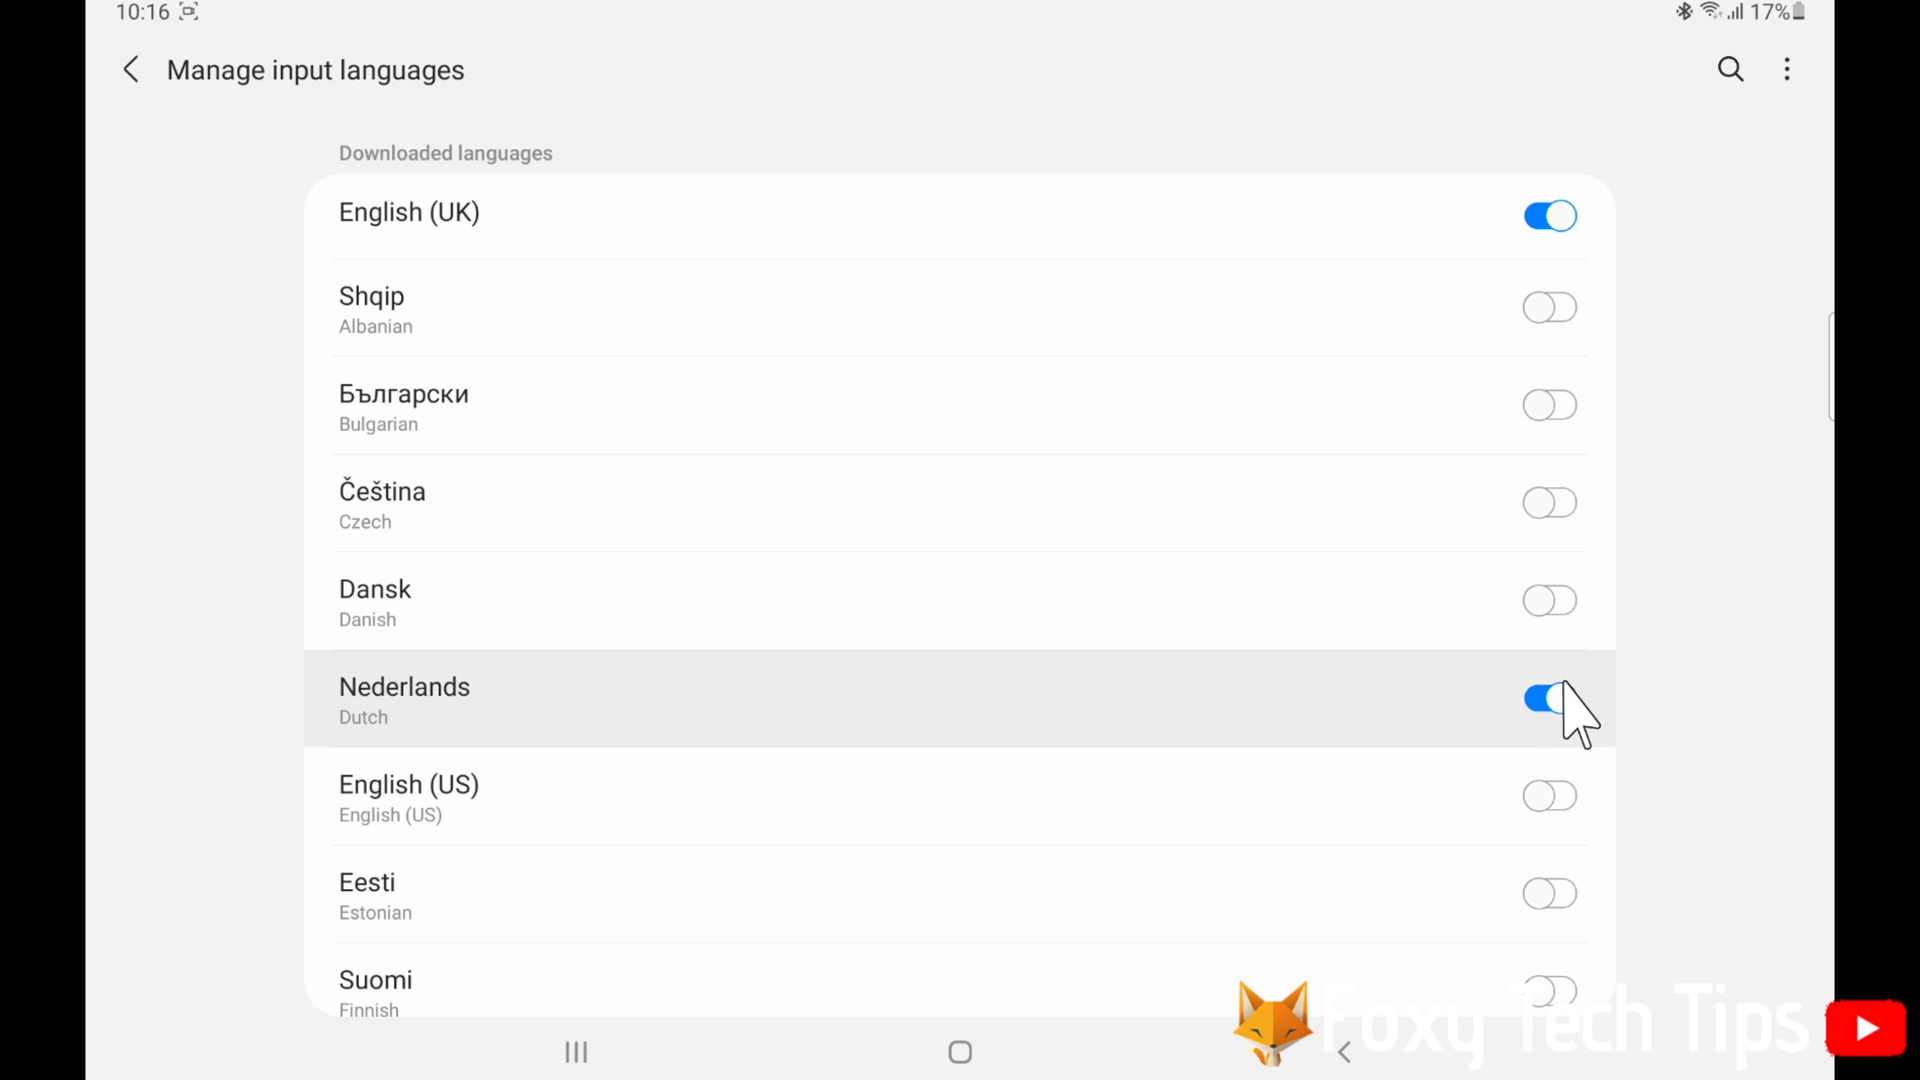 10:16
17%
Manage input languages
Downloaded languages
English (UK)
Shqip
Albanian
Български
Bulgarian
Čeština
Czech
Dansk
Danish
Nederlands
Dutch
English (US)
English (US)
Eesti
Estonian
Suomi
Finnish
Foxy Tech Tips